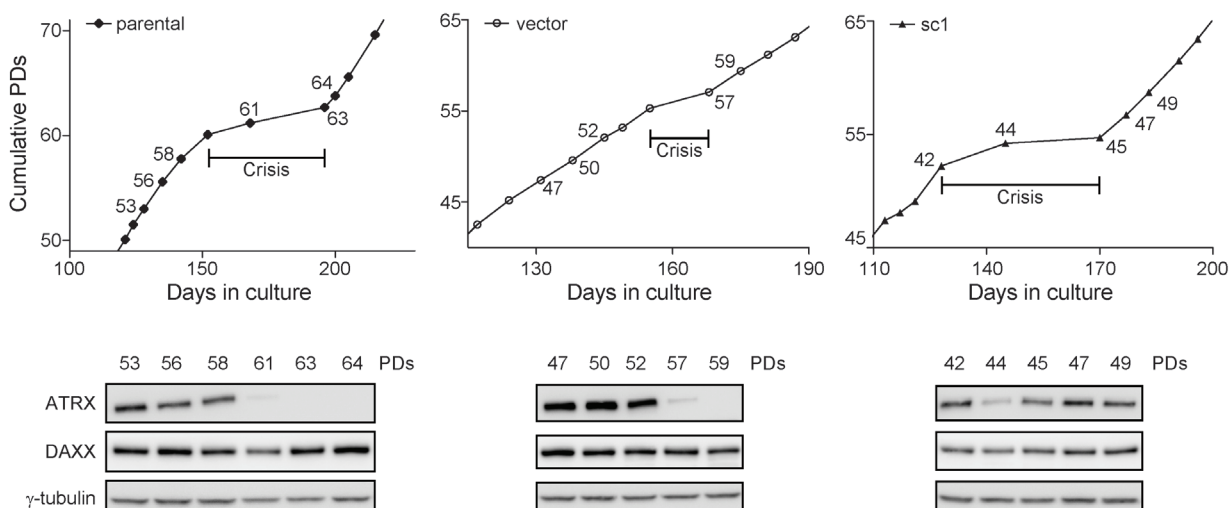 Cumulative PDs
70
60
50
100
150
200
Days in culture
parental
53
56
58
61
63
64
Crisis
65
55
45
130
160
190
Days in culture
vector
47
50
52
57
59
Crisis
65
55
45
110
140
170
200
Days in culture
sc1
42
44
45
47
49
Crisis
53 56 58 61 63 64 PDs
47 50 52 57 59 PDs
42 44 45 47 49 PDs
ATRX
DAXX
γ-tubulin